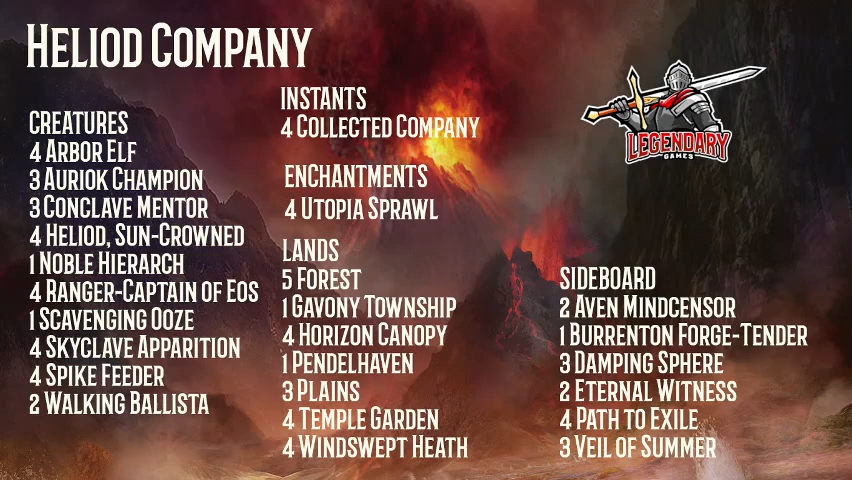 Heliod Company
Creatures
4 Arbor Elf
3 Auriok Champion
3 Conclave Mentor
4 Heliod, Sun-Crowned
1 Noble Hierarch
4 Ranger-Captain of Eos
1 Scavenging Ooze
4 Skyclave Apparition
4 Spike Feeder
2 Walking Ballista
Instants
4 Collected Company
Enchantments
4 Utopia Sprawl
Lands
5 Forest
1 Gavony Township
4 Horizon Canopy
1 Pendelhaven
3 Plains
4 Temple Garden
4 Windswept Heath
Legendary
Games
Sideboard
2 Aven Mindcensor
1 Burrenton Forge-Tender
3 Damping Sphere
2 Eternal Witness
4 Path to Exile
3 Veil of Summer